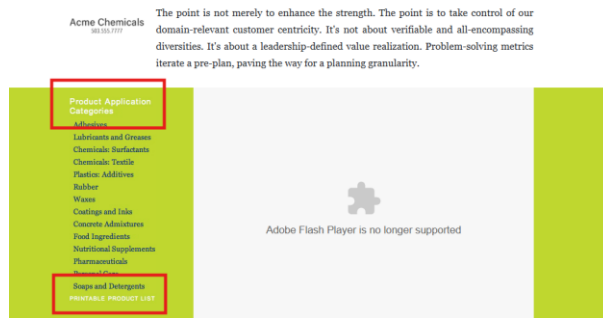 Acme Chemicals
The point is not merely to enhance the strength. The point is to take control of our
domain-relevant customer centricity. It's not about verifiable and all-encompassing
diversities. It's about a leadership-defined value realization. Problem-solving metrics
iterate a pre-plan, paving the way for a planning granularity.
Product Application
Categories
Adhesives
Lubricants and Greases
Chemicals: Surfactants
Chemicals: Textile
Plastics: Additives
Rubber
Waxes
Coatings and Inks
Concrete Admixtures
Food Ingredients
Nutritional Supplements
Pharmaceuticals
Personal Care
Soaps and Detergents
PRINTABLE PRODUCT LIST
Adobe Flash Player is no longer supported